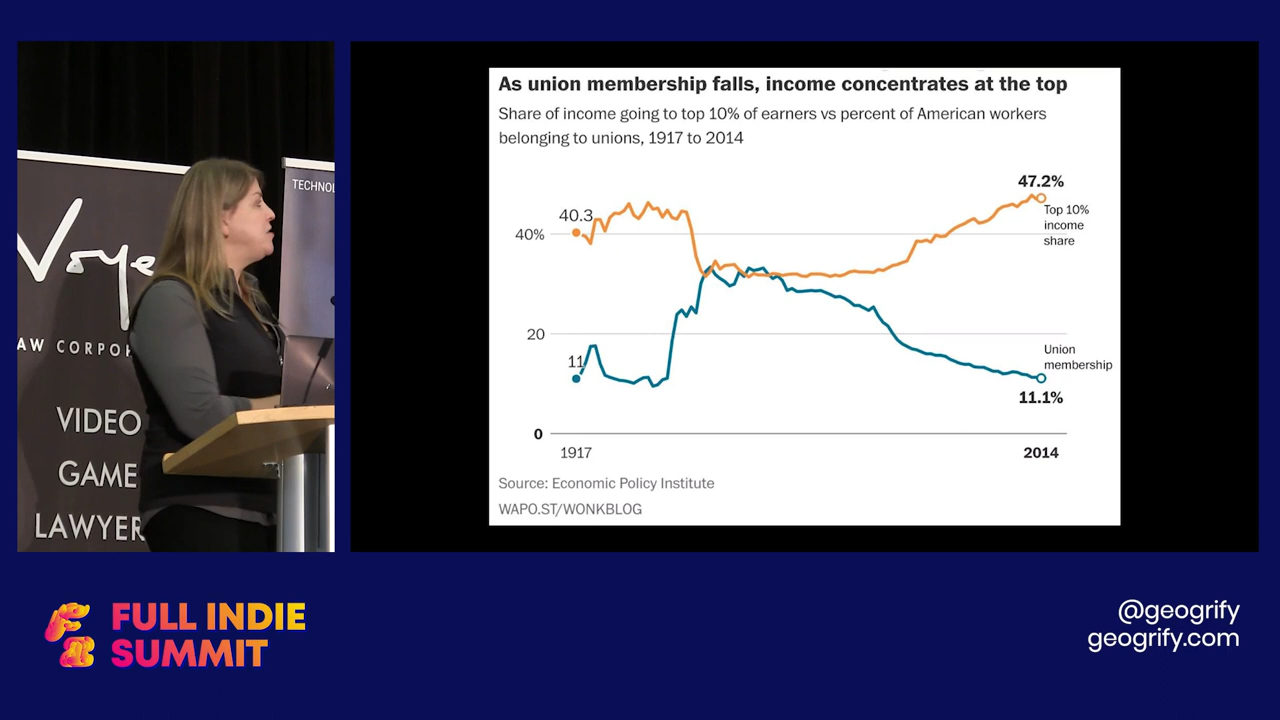 As union membership falls, income concentrates at the top
Share of income going to top 10% of earners vs percent of American workers
belonging to unions, 1917 to 2014
47.2%
40.3
Top 10%
income
share
40%
20
11
Union
membership
11.1%
0
1917
2014
Source: Economic Policy Institute
WAPO.ST/WONKBLOG
TECHNOL
Voye
AW CORPOR
VIDEO
GAME
LAWYER
FULL INDIE
SUMMIT
@geogrify
geogrify.com